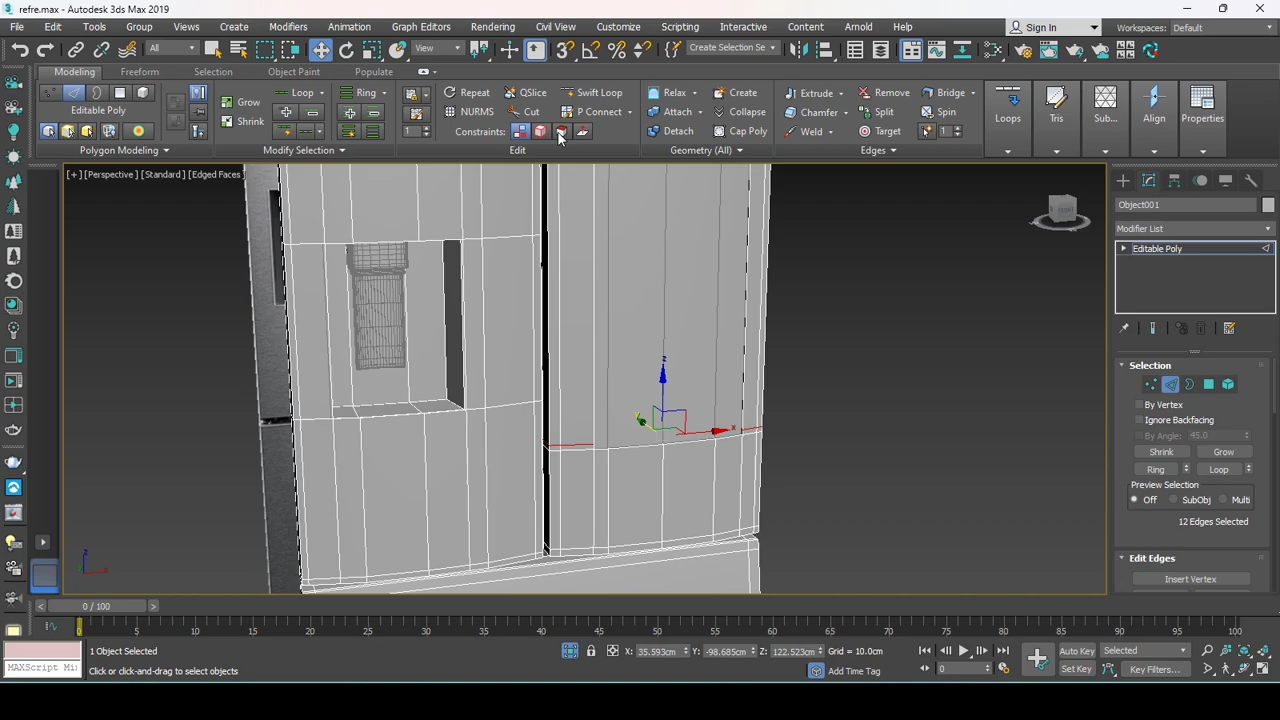 refre.max - Autodesk 3ds Max 2019
File Edit Tools Group Views Create Modifiers Animation Graph Editors Rendering Civil View Customize Scripting Interactive Content Arnold Help
Sign In Workspaces: Default
All View Create Selection Se
Modeling Freeform Selection Object Paint Populate
Loop Ring Repeat QSlice Swift Loop Relax Create Extrude Remove Bridge
Editable Poly Grow NURMS Cut P Connect Attach Collapse Chamfer Split Spin
Shrink 1 Constraints: Detach Cap Poly Weld Target 1
Loops Tris Sub... Align Properties
Polygon Modeling Modify Selection Edit Geometry (All) Edges
[+] [Perspective] [Standard] [Edged Faces]
Object001
Modifier List
Editable Poly
Selection
By Vertex
Ignore Backfacing
By Angle: 45.0
Shrink Grow
Ring Loop
Preview Selection
Off SubObj Multi
12 Edges Selected
Edit Edges
Insert Vertex
z
y
x
z
x
0 / 100
0 5 10 15 20 25 30 35 40 45 50 55 60 65 70 75 80 85 90 95 100
1 Object Selected X: 35.593cm Y: -98.685cm Z: 122.523cm Grid = 10.0cm Auto Key Selected
MAXScript Mi Click or click-and-drag to select objects Add Time Tag 0 Set Key Key Filters...